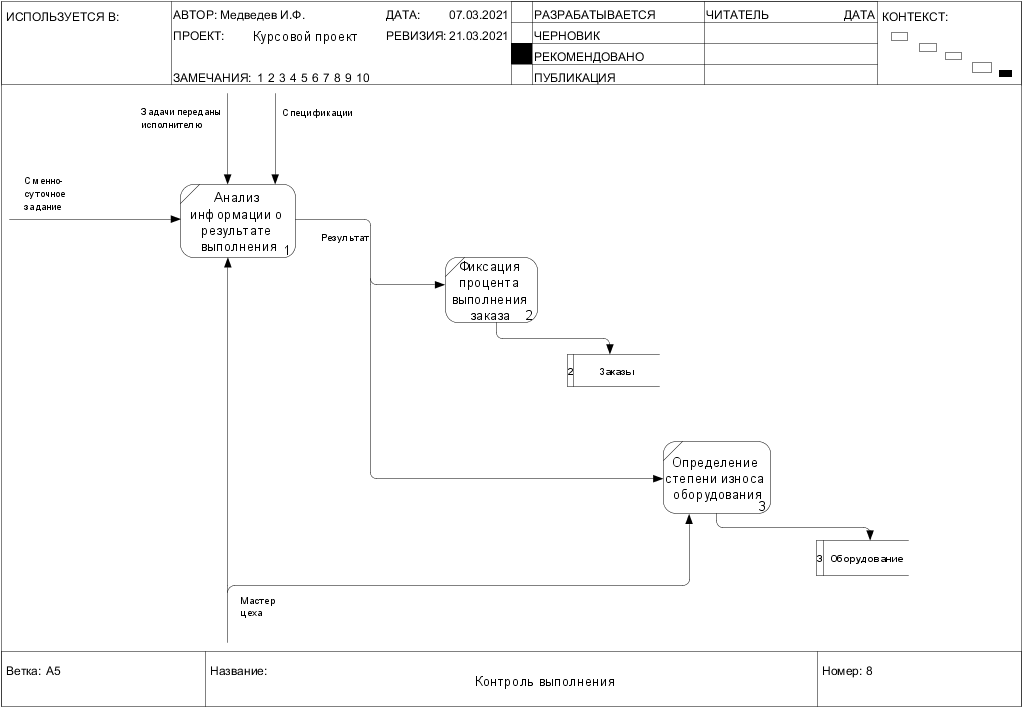 ИСПОЛЬЗУЕТСЯ В:
АВТОР: Медведев И.Ф.
ДАТА: 07.03.2021
ПРОЕКТ: Курсовой проект
РЕВИЗИЯ: 21.03.2021
ЗАМЕЧАНИЯ: 1 2 3 4 5 6 7 8 9 10
РАЗРАБАТЫВАЕТСЯ
ЧЕРНОВИК
РЕКОМЕНДОВАНО
ПУБЛИКАЦИЯ
ЧИТАТЕЛЬ
ДАТА
КОНТЕКСТ:
Задачи переданы
исполнителю
Спецификации
Сменно-
суточное
задание
Анализ
информации о
результате
выполнения
1
Результат
Фиксация
процента
выполнения
заказа
2
2
Заказы
Определение
степени износа
оборудования
3
3
Оборудование
Мастер
цеха
Ветка: A5
Название:
Контроль выполнения
Номер: 8